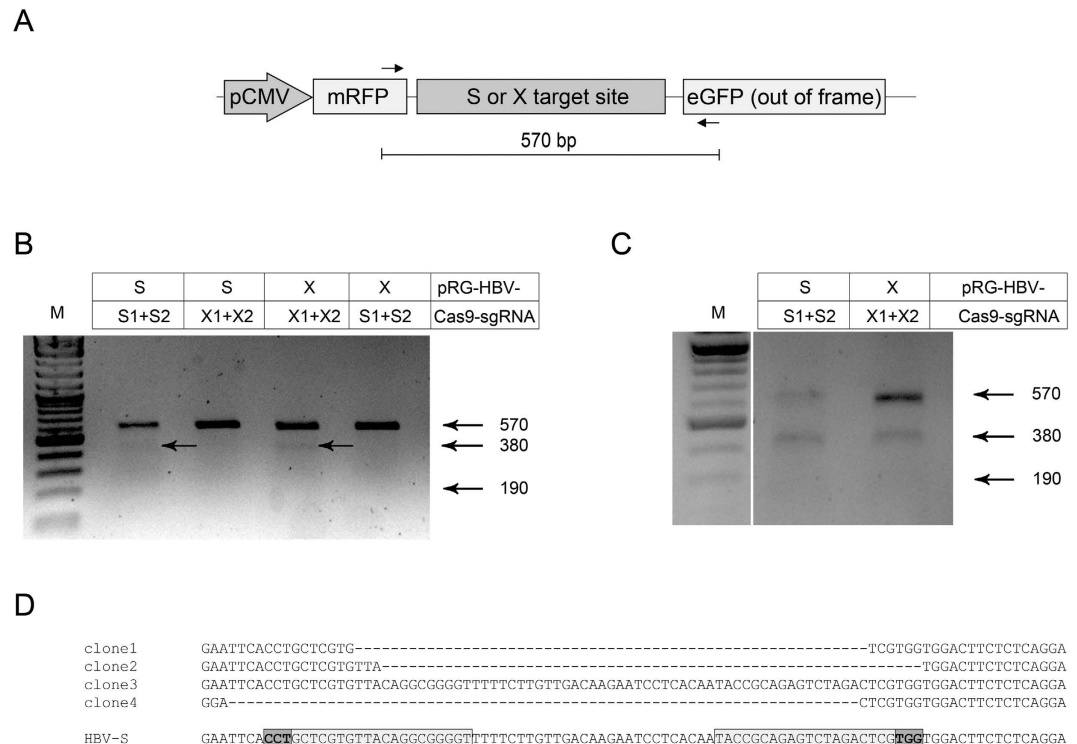 A
pCMV
mRFP
S or X target site
eGFP (out of frame)
570 bp
B
S S X X pRG-HBV-
M S1+S2 X1+X2 X1+X2 S1+S2 Cas9-sgRNA
570
380
190
C
S X pRG-HBV-
M S1+S2 X1+X2 Cas9-sgRNA
570
380
190
D
clone1 GAATTCACCTGCTCGTG---------------------------------------------------------TCGTGGTGGACTTCTCTCAGGA
clone2 GAATTCACCTGCTCGTGTTA------------------------------------------------------------TGGACTTCTCTCAGGA
clone3 GAATTCACCTGCTCGTGTTACAGGCGGGGTTTTTCTTGTTGACAAGAATCCTCACAATACCGCAGAGTCTAGACTCGTGGTGGACTTCTCTCAGGA
clone4 GGA----------------------------------------------------------------------CTCGTGGTGGACTTCTCTCAGGA
HBV-S GAATTCACCTGCTCGTGTTACAGGCGGGGTTTTTCTTGTTGACAAGAATCCTCACAATACCGCAGAGTCTAGACTCGTGGTGGACTTCTCTCAGGA